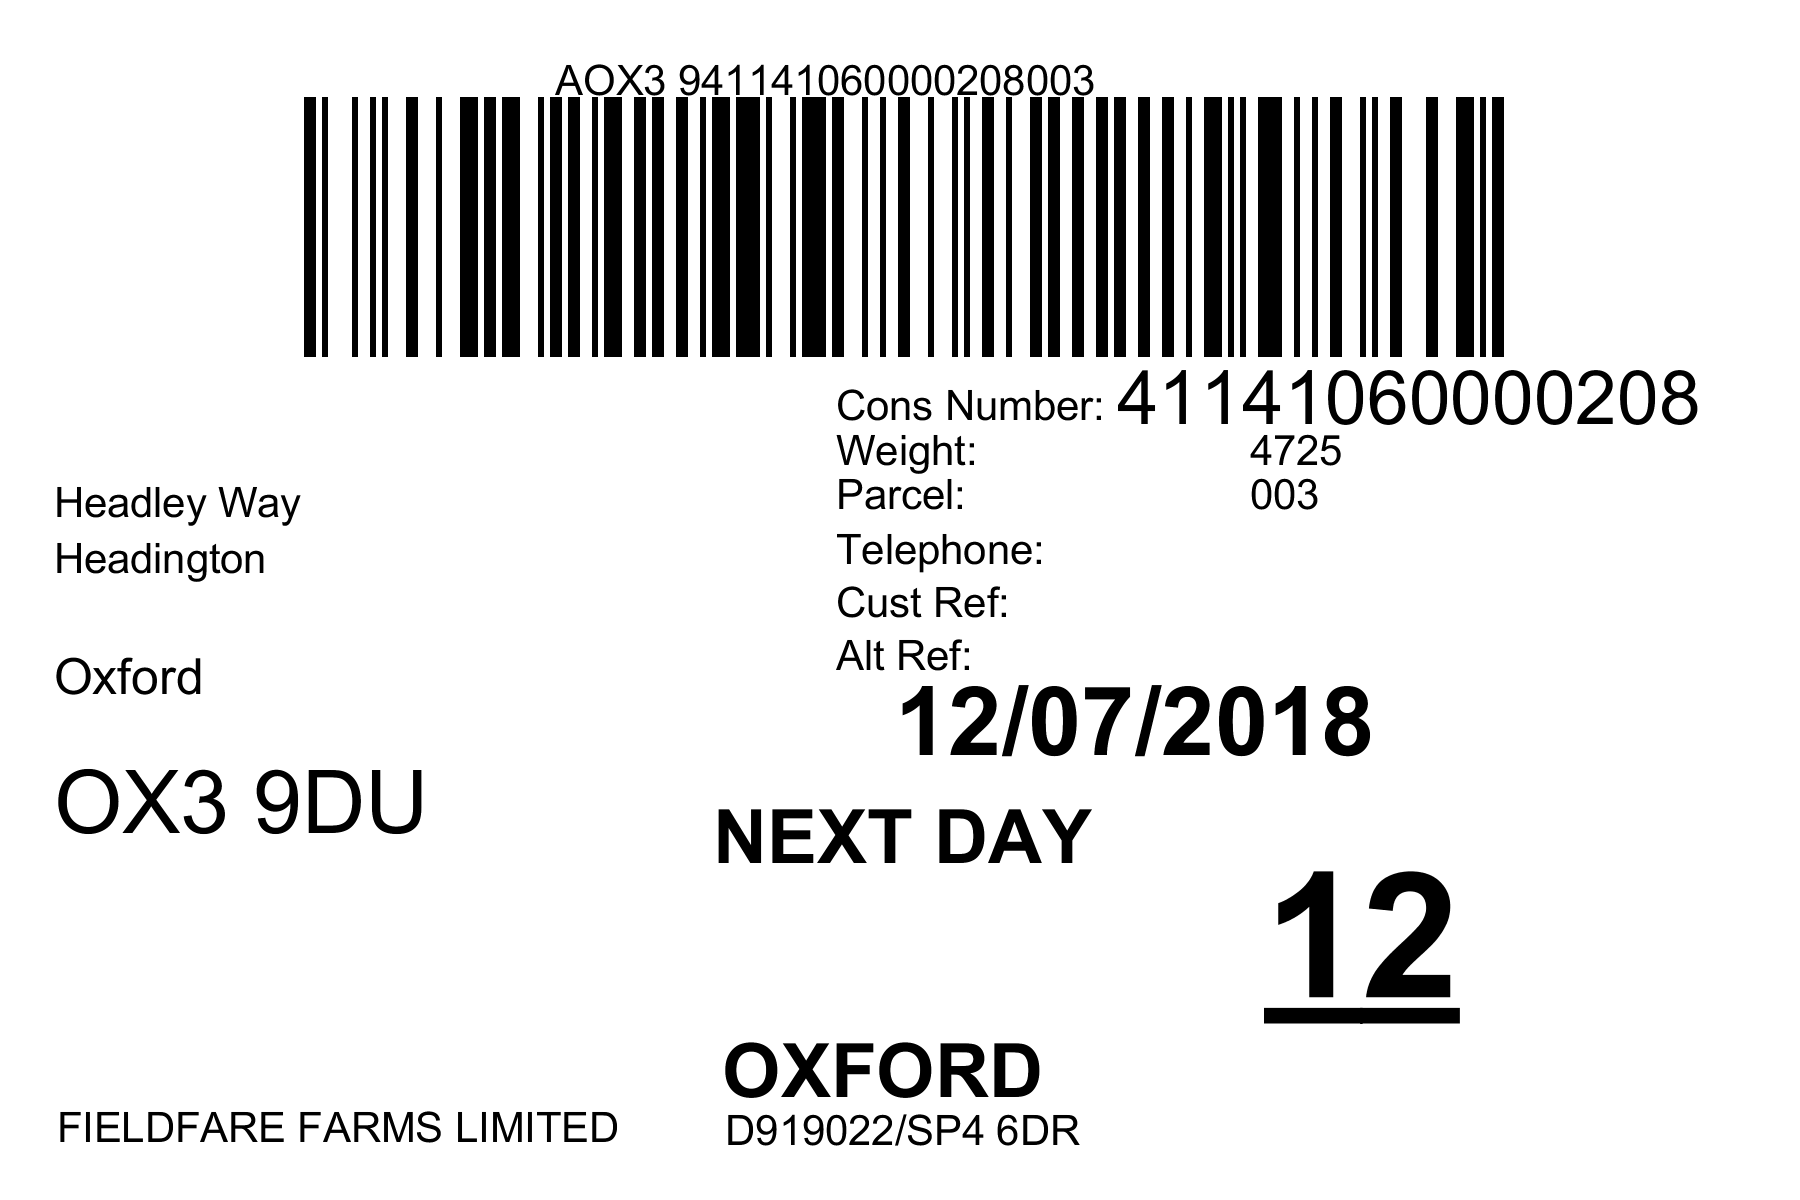 AOX3 941141060000208003
Cons Number: 41141060000208
Weight: 4725
Parcel: 003
Telephone:
Cust Ref:
Alt Ref:
Headley Way
Headington
Oxford
OX3 9DU
12/07/2018
NEXT DAY
12
OXFORD
D919022/SP4 6DR
FIELDFARE FARMS LIMITED